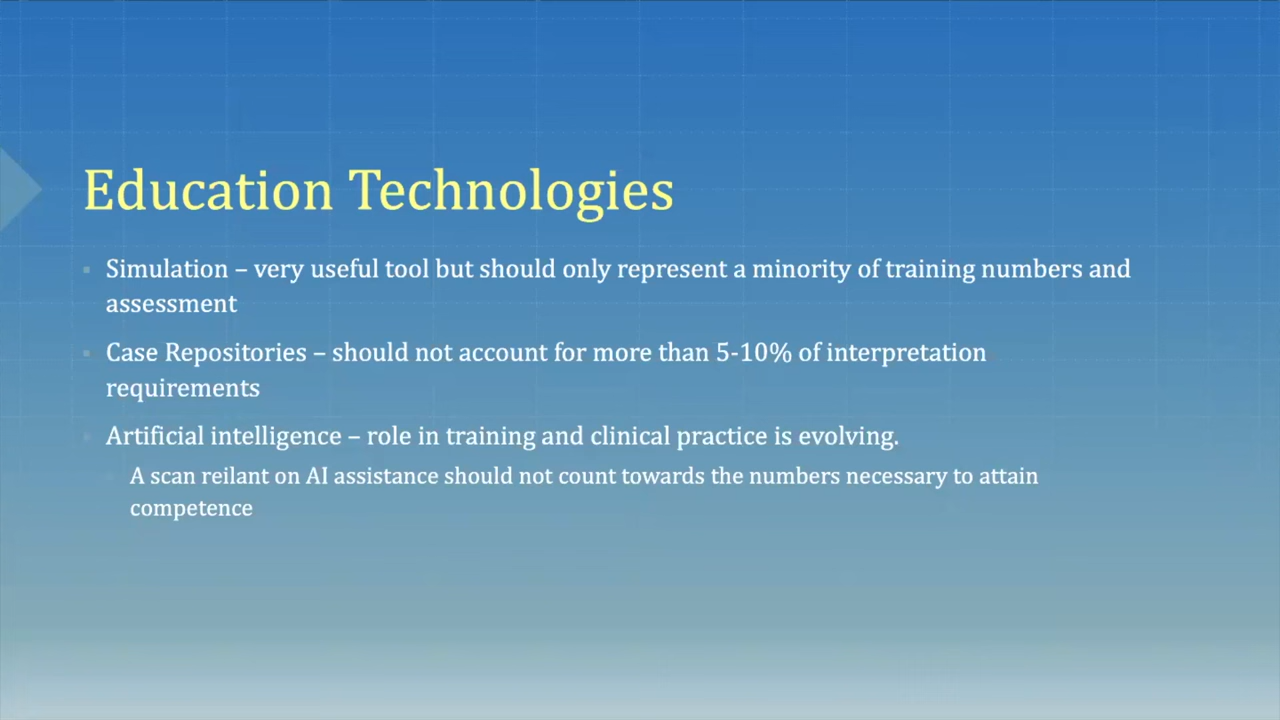 Education Technologies
Simulation – very useful tool but should only represent a minority of training numbers and
assessment
Case Repositories – should not account for more than 5-10% of interpretation
requirements
Artificial intelligence – role in training and clinical practice is evolving.
A scan reilant on AI assistance should not count towards the numbers necessary to attain
competence